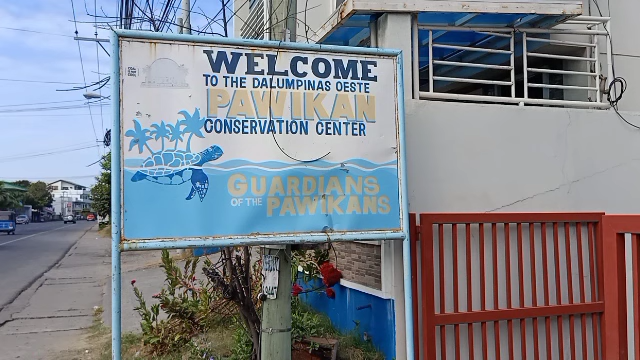 WELCOME
TO THE DALUMPINAS OESTE
PAWIKAN
CONSERVATION CENTER
GUARDIANS
OF THE PAWIKANS